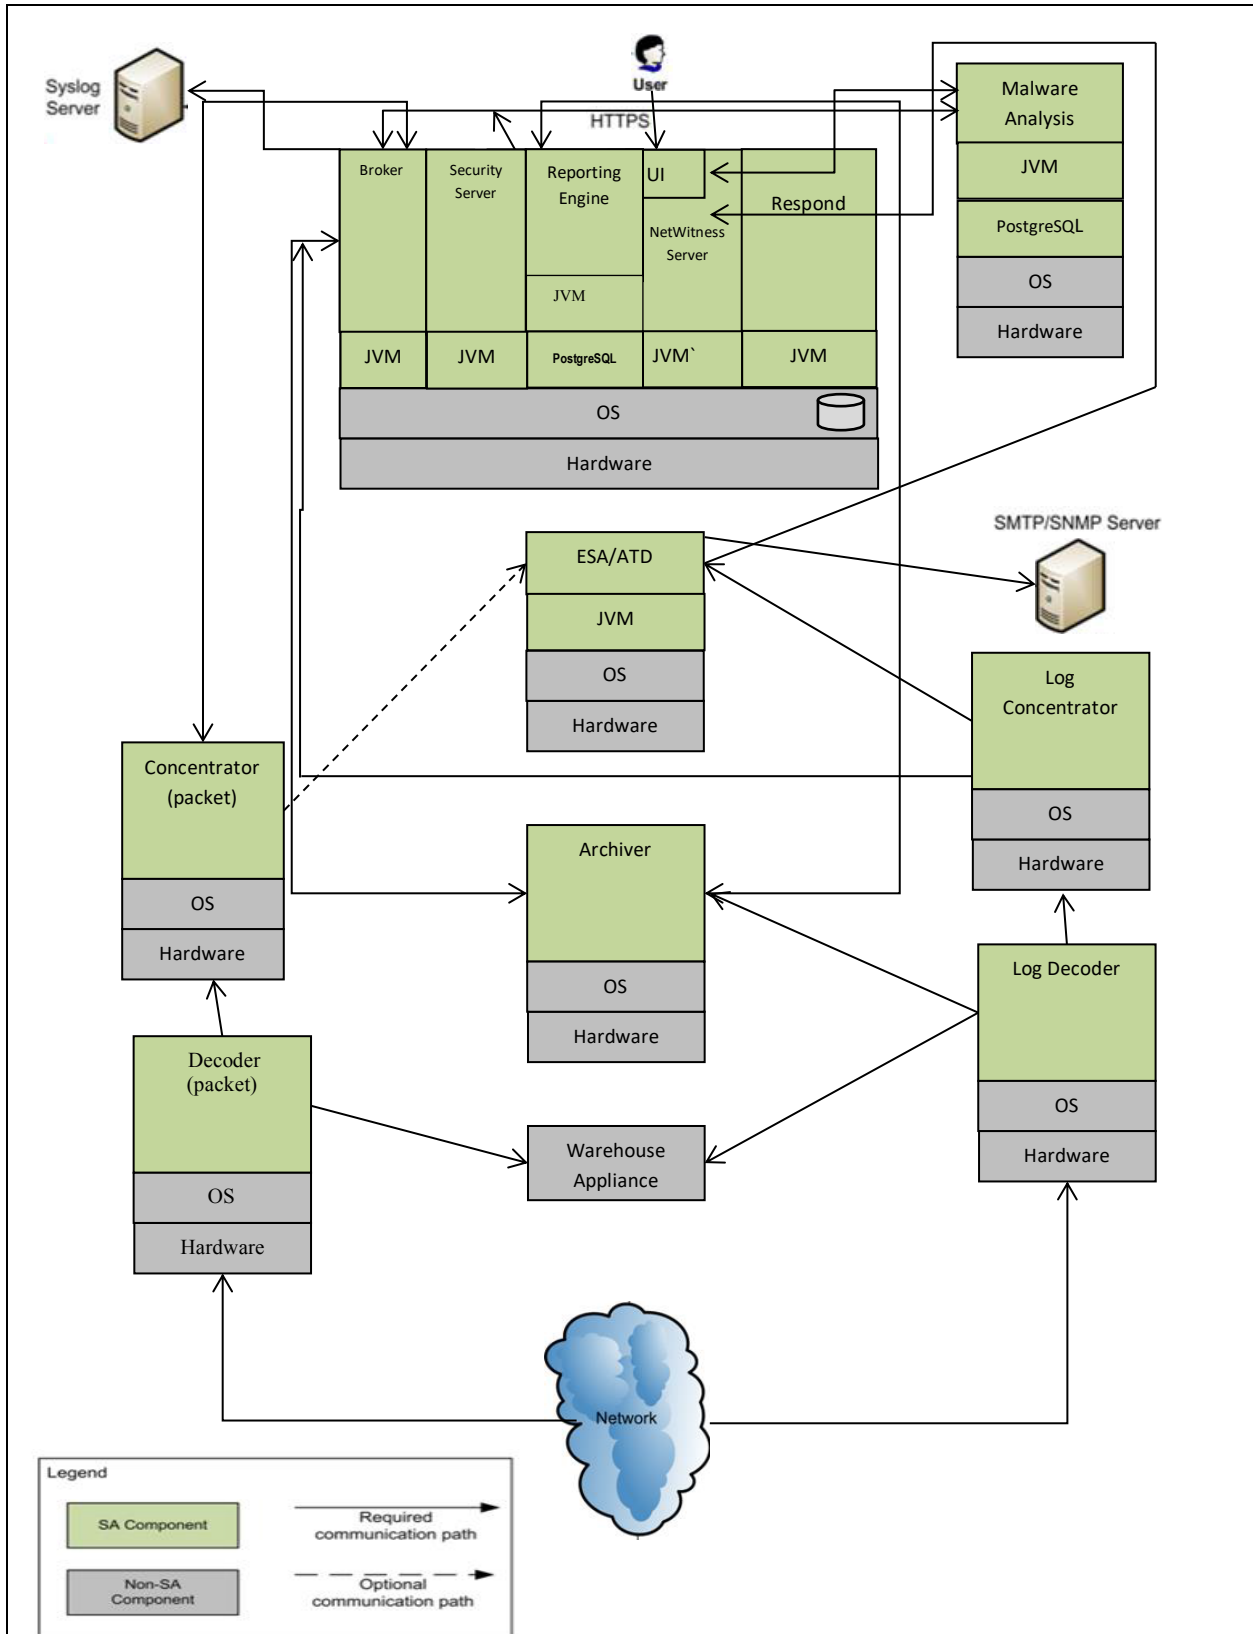 Syslog
Server
User
HTTPS
Malware
Analysis
JVM
PostgreSQL
OS
Hardware
Broker
Security
Server
Reporting
Engine
JVM
UI
NetWitness
Server
Respond
JVM
JVM
PostgreSQL
JVM`
JVM
OS
Hardware
ESA/ATD
JVM
OS
Hardware
SMTP/SNMP Server
Log
Concentrator
OS
Hardware
Concentrator
(packet)
OS
Hardware
Archiver
OS
Hardware
Log Decoder
OS
Hardware
Decoder
(packet)
OS
Hardware
Warehouse
Appliance
Network
Legend
SA Component
Required
communication path
Non-SA
Component
Optional
communication path